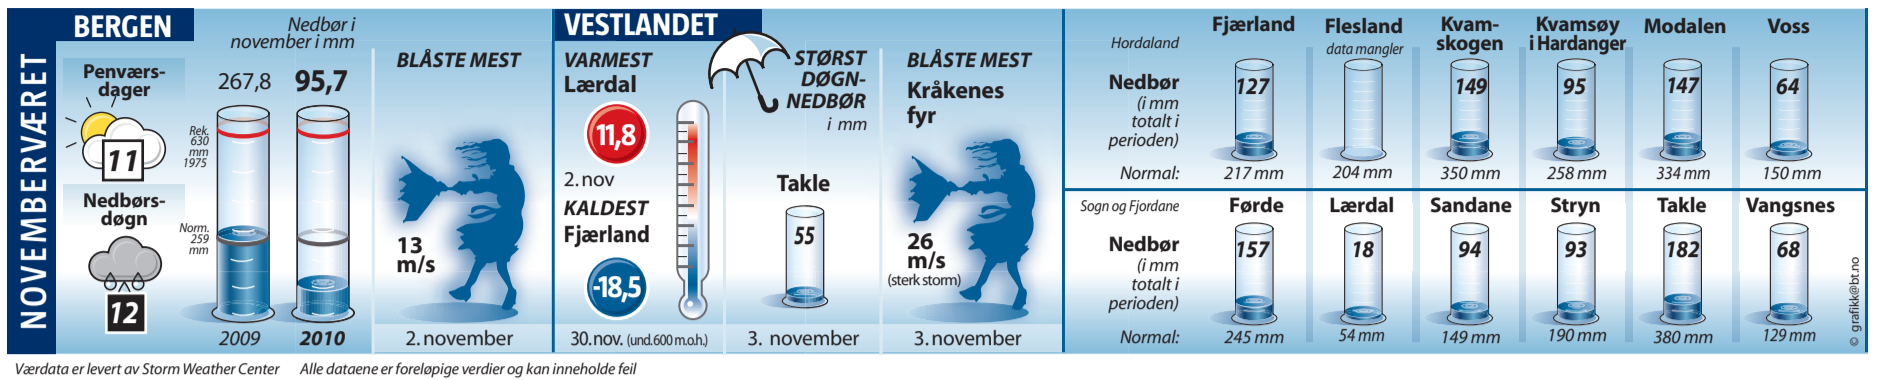 NOVEMBERVÆRET
BERGEN
Penværs-
dager
11
Nedbørs-
døgn
12
Nedbør i
november i mm
267,8
95,7
Rek.
630
mm
1975
Norm.
259
mm
2009
2010
BLÅSTE MEST
13
m/s
2. november
VESTLANDET
VARMEST
Lærdal
11,8
2. nov
KALDEST
Fjærland
-18,5
30. nov. (und. 600 m.o.h.)
STØRST
DØGN-
NEDBØR
i mm
Takle
55
3. november
BLÅSTE MEST
Kråkenes
fyr
26
m/s
(sterk storm)
3. november
Hordaland
Fjærland
Flesland
data mangler
Kvam-
skogen
Kvamsøy
i Hardanger
Modalen
Voss
Nedbør
(i mm
totalt i
perioden)
127
149
95
147
64
Normal:
217 mm
204 mm
350 mm
258 mm
334 mm
150 mm
Sogn og Fjordane
Førde
Lærdal
Sandane
Stryn
Takle
Vangsnes
Nedbør
(i mm
totalt i
perioden)
157
18
94
93
182
68
Normal:
245 mm
54 mm
149 mm
190 mm
380 mm
129 mm
© grafikk@bt.no
Værdata er levert av Storm Weather Center Alle dataene er foreløpige verdier og kan inneholde feil